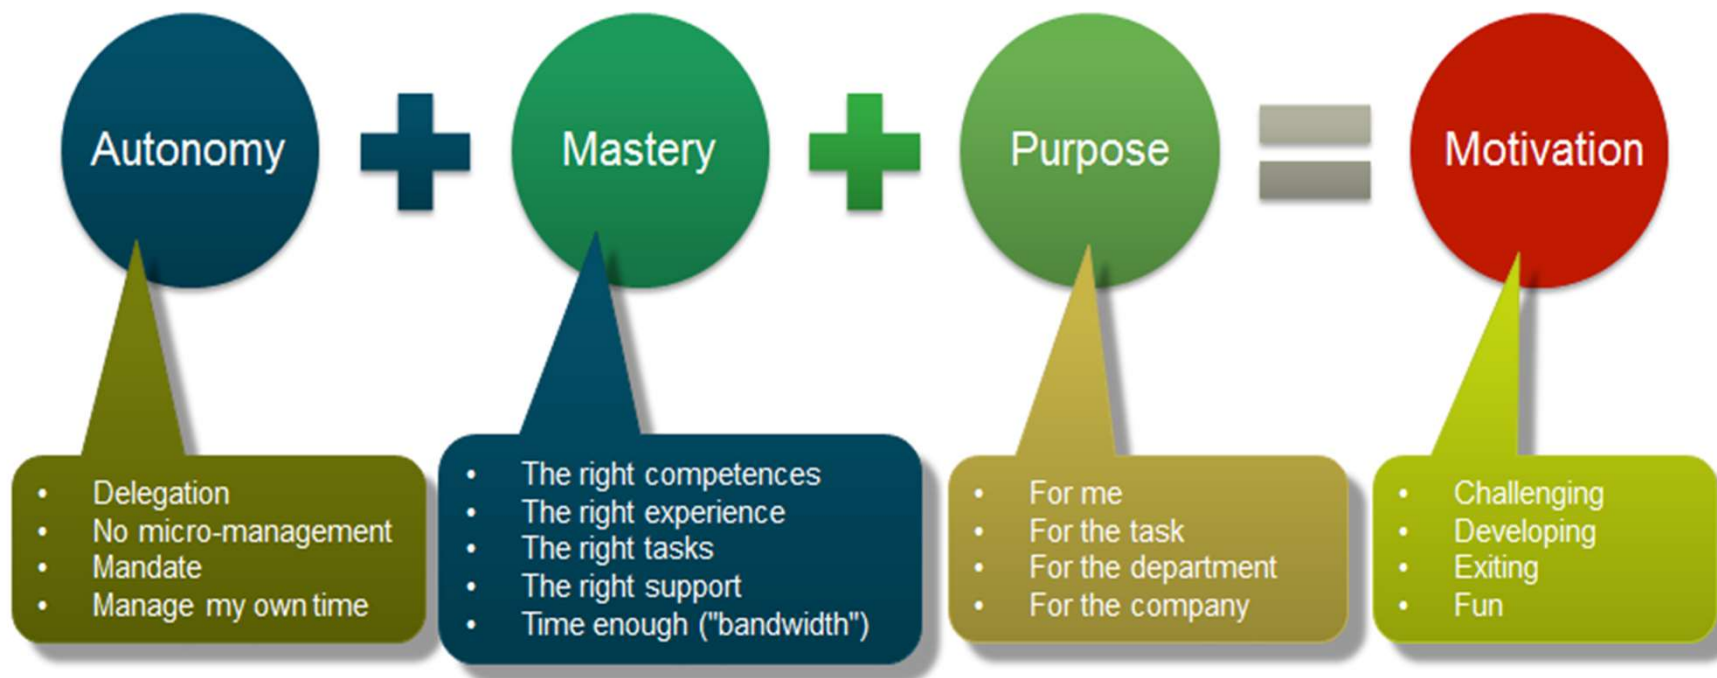 Autonomy
Mastery
Purpose
Motivation
• Delegation
• No micro-management
• Mandate
• Manage my own time
• The right competences
• The right experience
• The right tasks
• The right support
• Time enough ("bandwidth")
• For me
• For the task
• For the department
• For the company
• Challenging
• Developing
• Exiting
• Fun